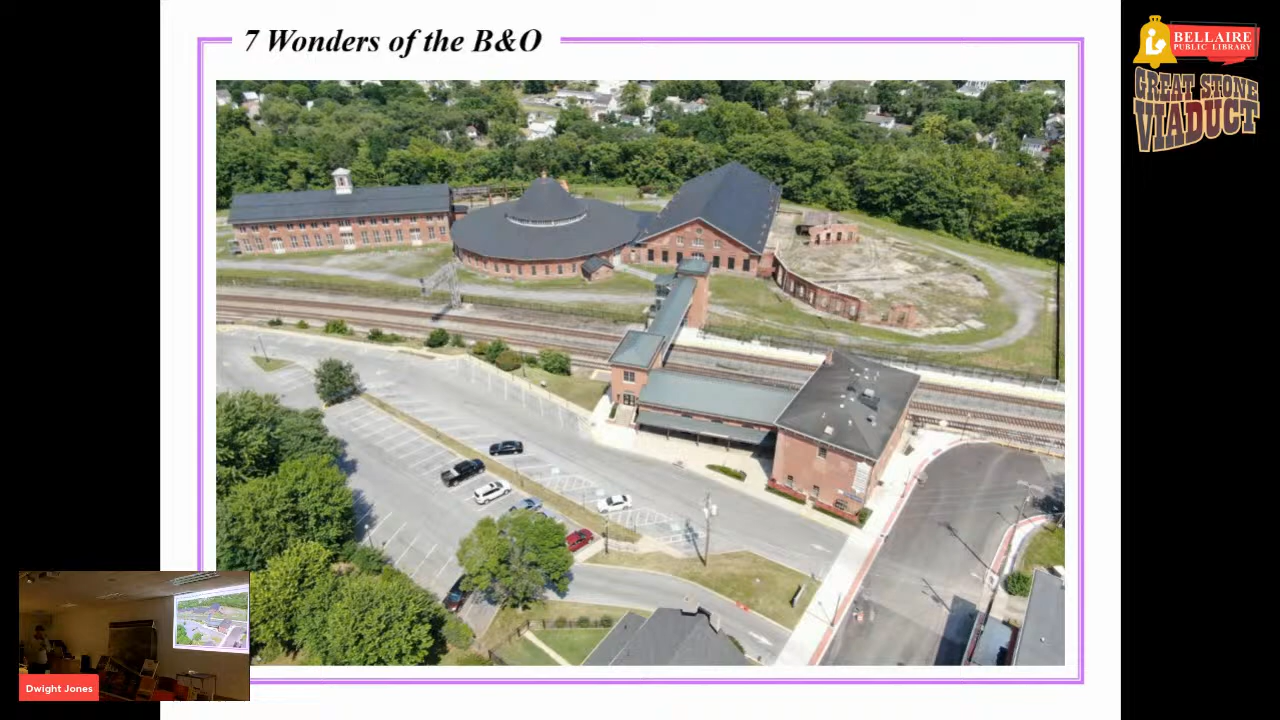 7 Wonders of the B&O
BELLAIRE
PUBLIC LIBRARY
GREAT STONE
VIADUCT
Dwight Jones